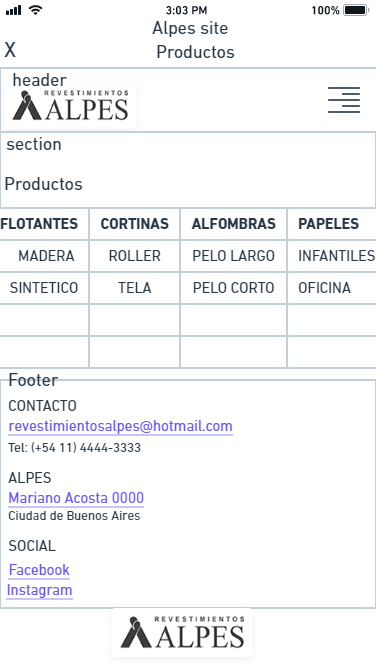 3:03 PM 100%
Alpes site
X Productos
header
REVESTIMIENTOS
ALPES
section
Productos
FLOTANTES CORTINAS ALFOMBRAS PAPELES
MADERA ROLLER PELO LARGO INFANTILES
SINTETICO TELA PELO CORTO OFICINA
Footer
CONTACTO
revestimientosalpes@hotmail.com
Tel: (+54 11) 4444-3333
ALPES
Mariano Acosta 0000
Ciudad de Buenos Aires
SOCIAL
Facebook
Instagram
REVESTIMIENTOS
ALPES